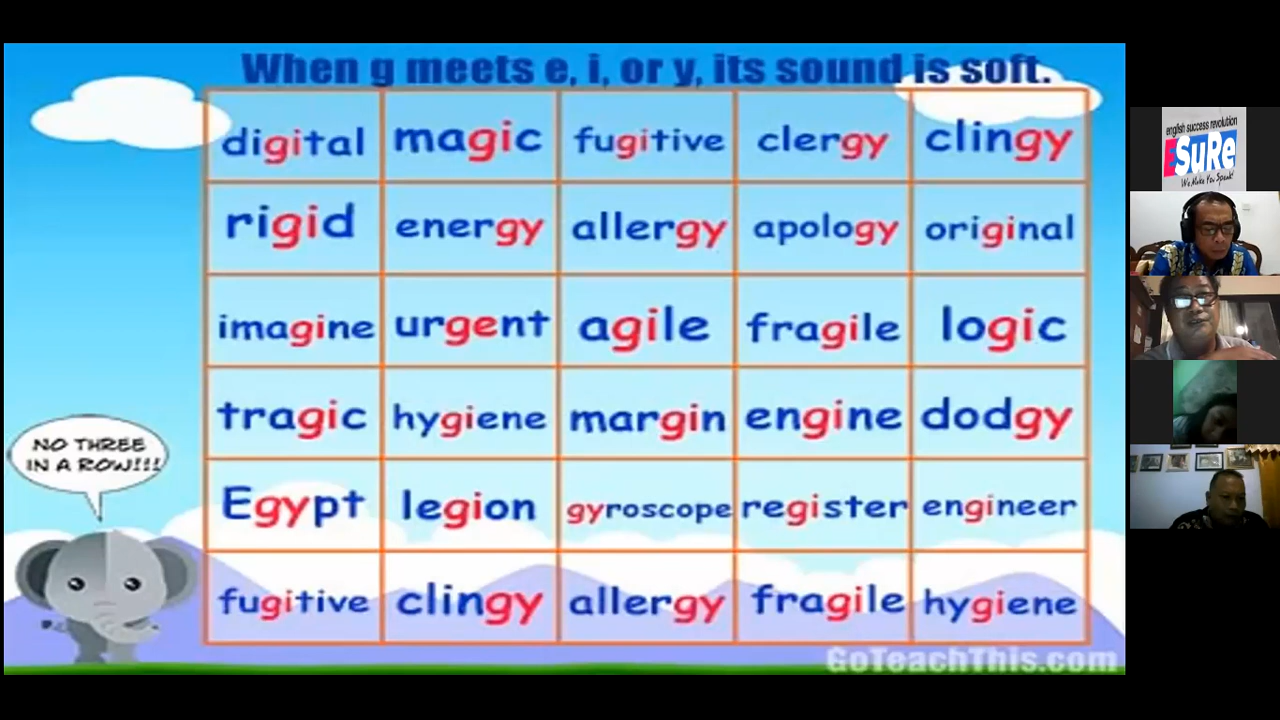 When g meets e, i, or y, its sound is soft.
digital magic fugitive clergy clingy
rigid energy allergy apology original
imagine urgent agile fragile logic
tragic hygiene margin engine dodgy
Egypt legion gyroscope register engineer
fugitive clingy allergy fragile hygiene
NO THREE
IN A ROW!!!
GoTeachThis.com
english success revolution
ESuRe
We Make You Speak!